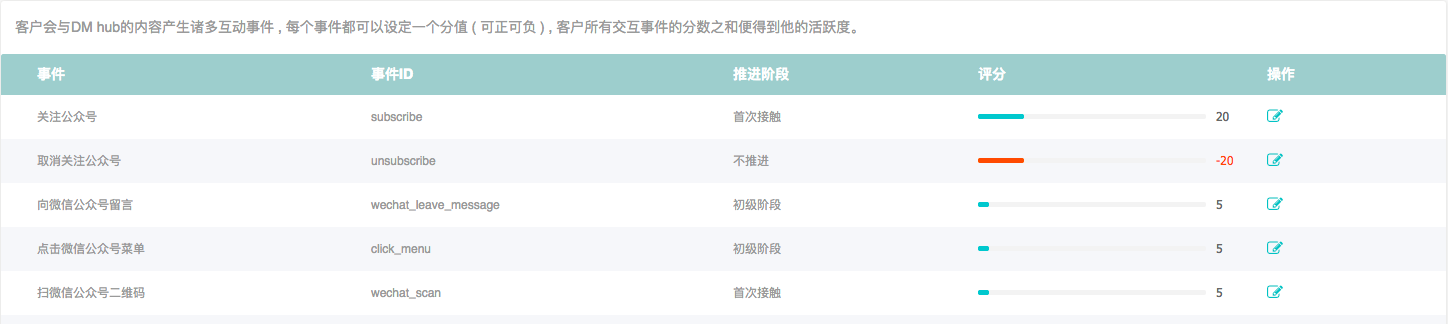 客户会与DM hub的内容产生诸多互动事件 , 每个事件都可以设定一个分值 ( 可正可负 ) , 客户所有交互事件的分数之和便得到他的活跃度。
事件 事件ID 推进阶段 评分 操作
关注公众号 subscribe 首次接触 20
取消关注公众号 unsubscribe 不推进 -20
向微信公众号留言 wechat_leave_message 初级阶段 5
点击微信公众号菜单 click_menu 初级阶段 5
扫微信公众号二维码 wechat_scan 首次接触 5